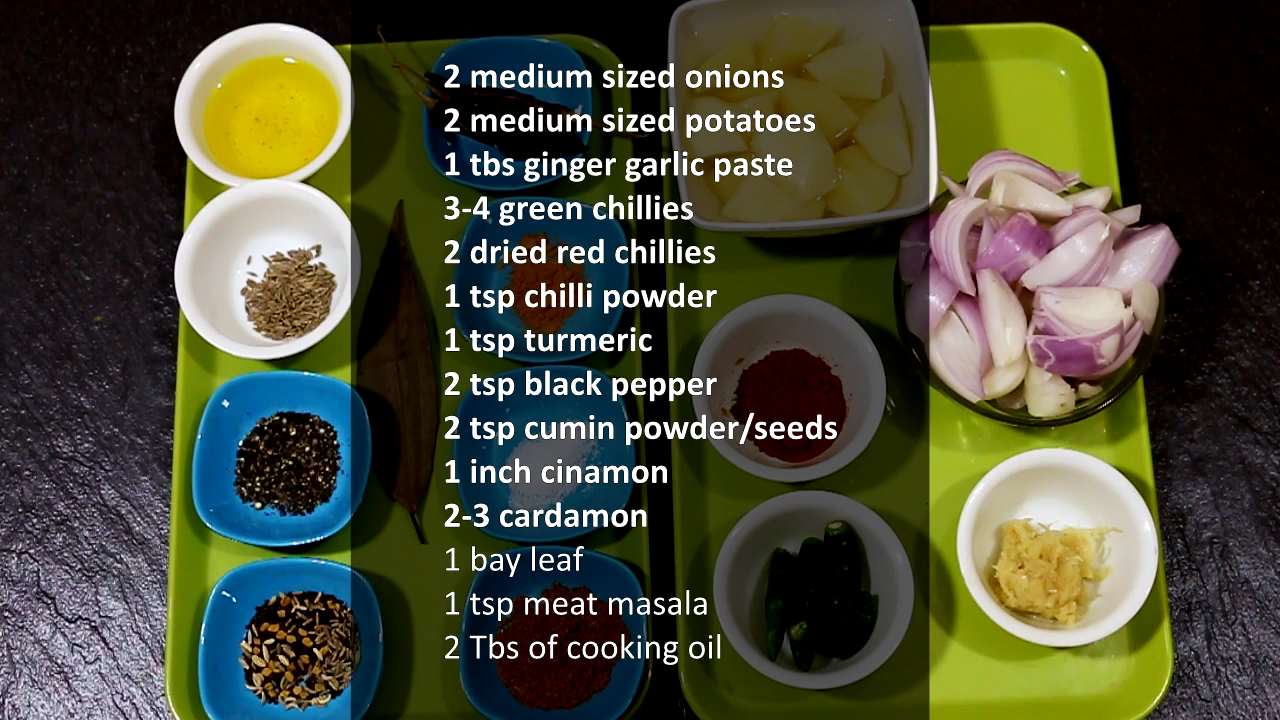 2 medium sized onions
2 medium sized potatoes
1 tbs ginger garlic paste
3-4 green chillies
2 dried red chillies
1 tsp chilli powder
1 tsp turmeric
2 tsp black pepper
2 tsp cumin powder/seeds
1 inch cinamon
2-3 cardamon
1 bay leaf
1 tsp meat masala
2 Tbs of cooking oil